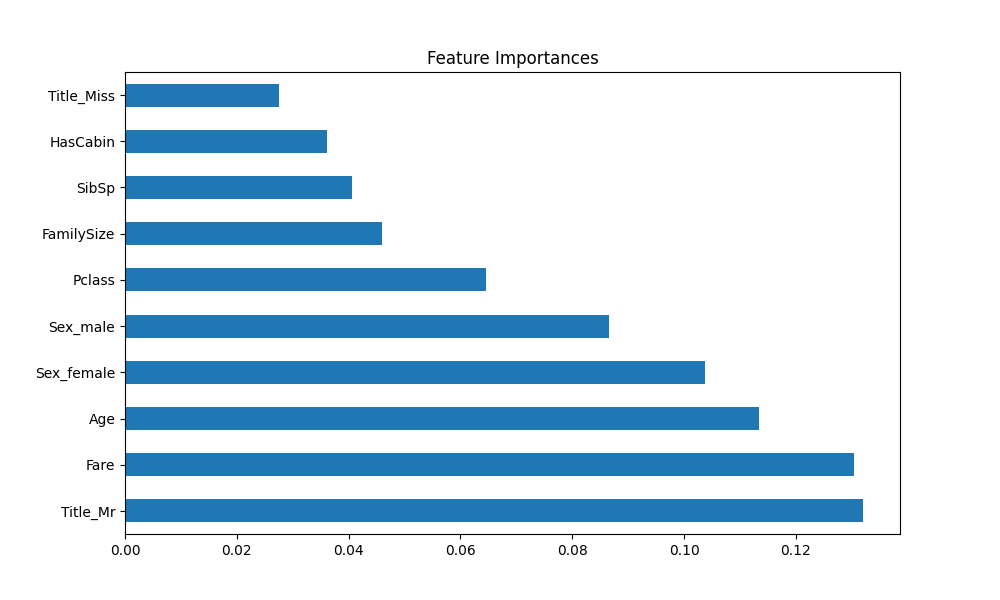 Feature Importances
Title_Miss
HasCabin
SibSp
FamilySize
Pclass
Sex_male
Sex_female
Age
Fare
Title_Mr
0.00 0.02 0.04 0.06 0.08 0.10 0.12